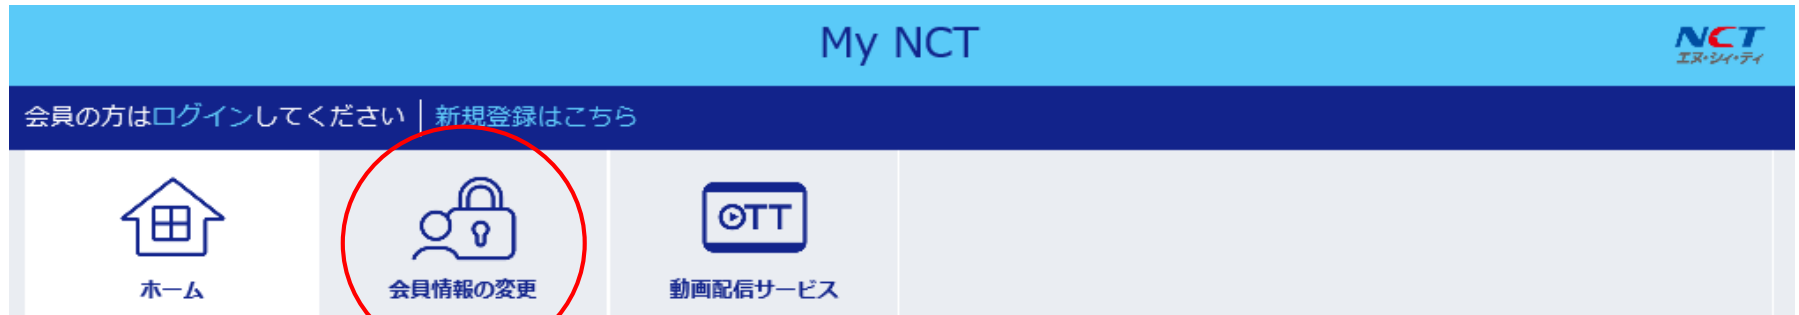 My NCT
NCT
エヌ・シィ・ティ
会員の方はログインしてください│新規登録はこちら
ホーム
会員情報の変更
OTT
動画配信サービス